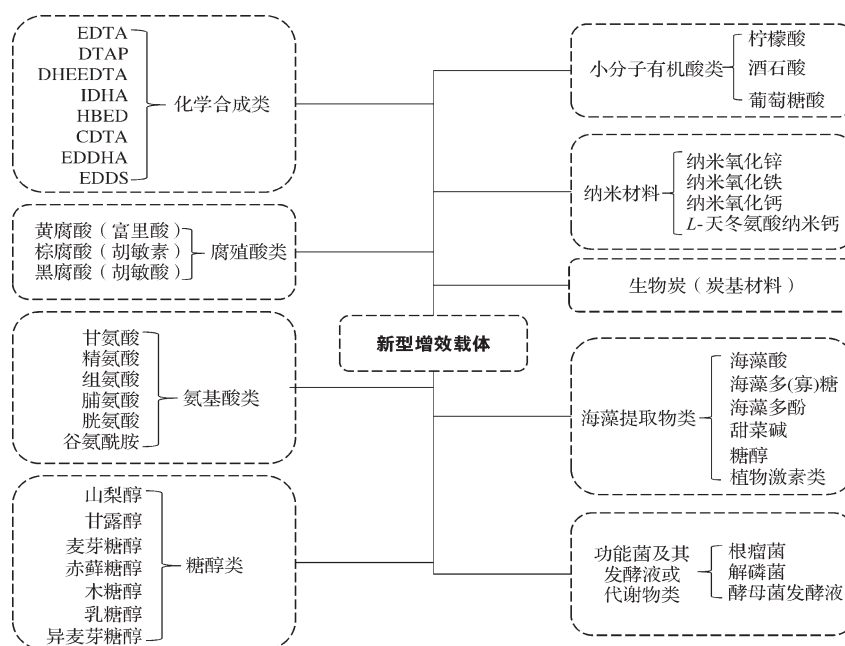 EDTA
DTAP
DHEEDTA
IDHA
HBED
CDTA
EDDHA
EDDS
化学合成类
黄腐酸（富里酸）
棕腐酸（胡敏素）
黑腐酸（胡敏酸）
腐殖酸类
甘氨酸
精氨酸
组氨酸
脯氨酸
胱氨酸
谷氨酰胺
氨基酸类
山梨醇
甘露醇
麦芽糖醇
赤藓糖醇
木糖醇
乳糖醇
异麦芽糖醇
糖醇类
新型增效载体
小分子有机酸类
柠檬酸
酒石酸
葡萄糖酸
纳米材料
纳米氧化锌
纳米氧化铁
纳米氧化钙
L-天冬氨酸纳米钙
生物炭（炭基材料）
海藻提取物类
海藻酸
海藻多(寡)糖
海藻多酚
甜菜碱
糖醇
植物激素类
功能菌及其
发酵液或
代谢物类
根瘤菌
解磷菌
酵母菌发酵液